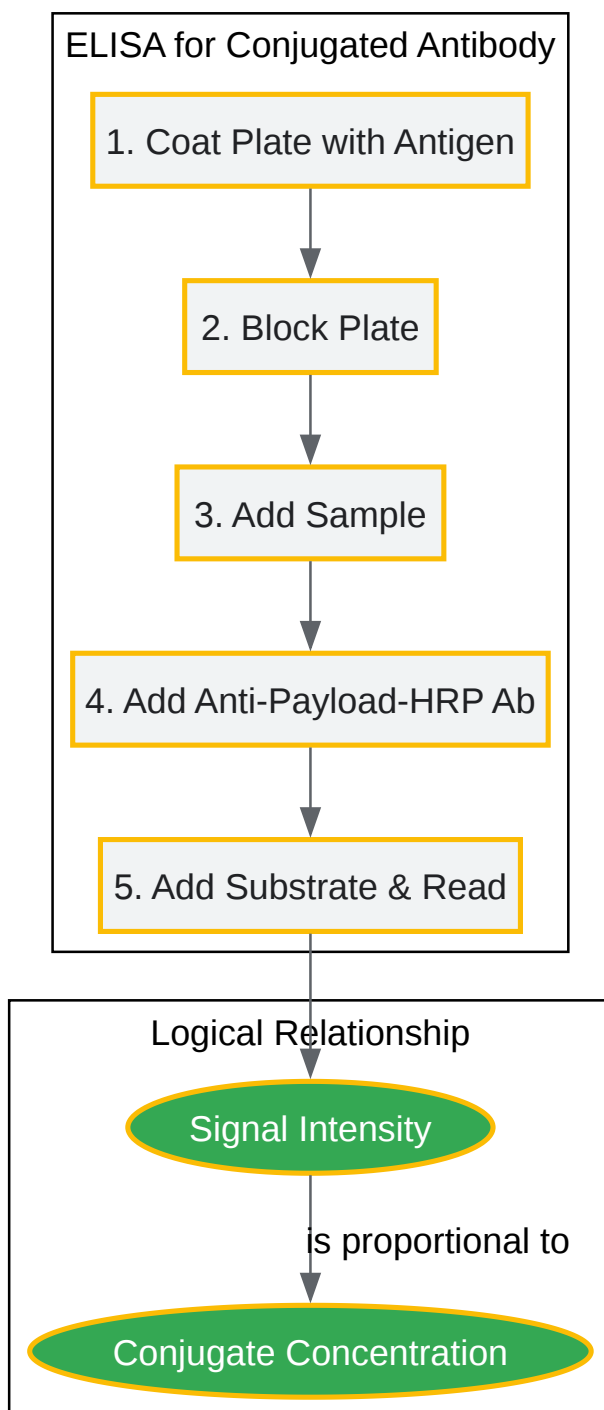 ELISA for Conjugated Antibody
1. Coat Plate with Antigen
2. Block Plate
3. Add Sample
4. Add Anti-Payload-HRP Ab
5. Add Substrate & Read
Logical Relationship
Signal Intensity
is proportional to
Conjugate Concentration